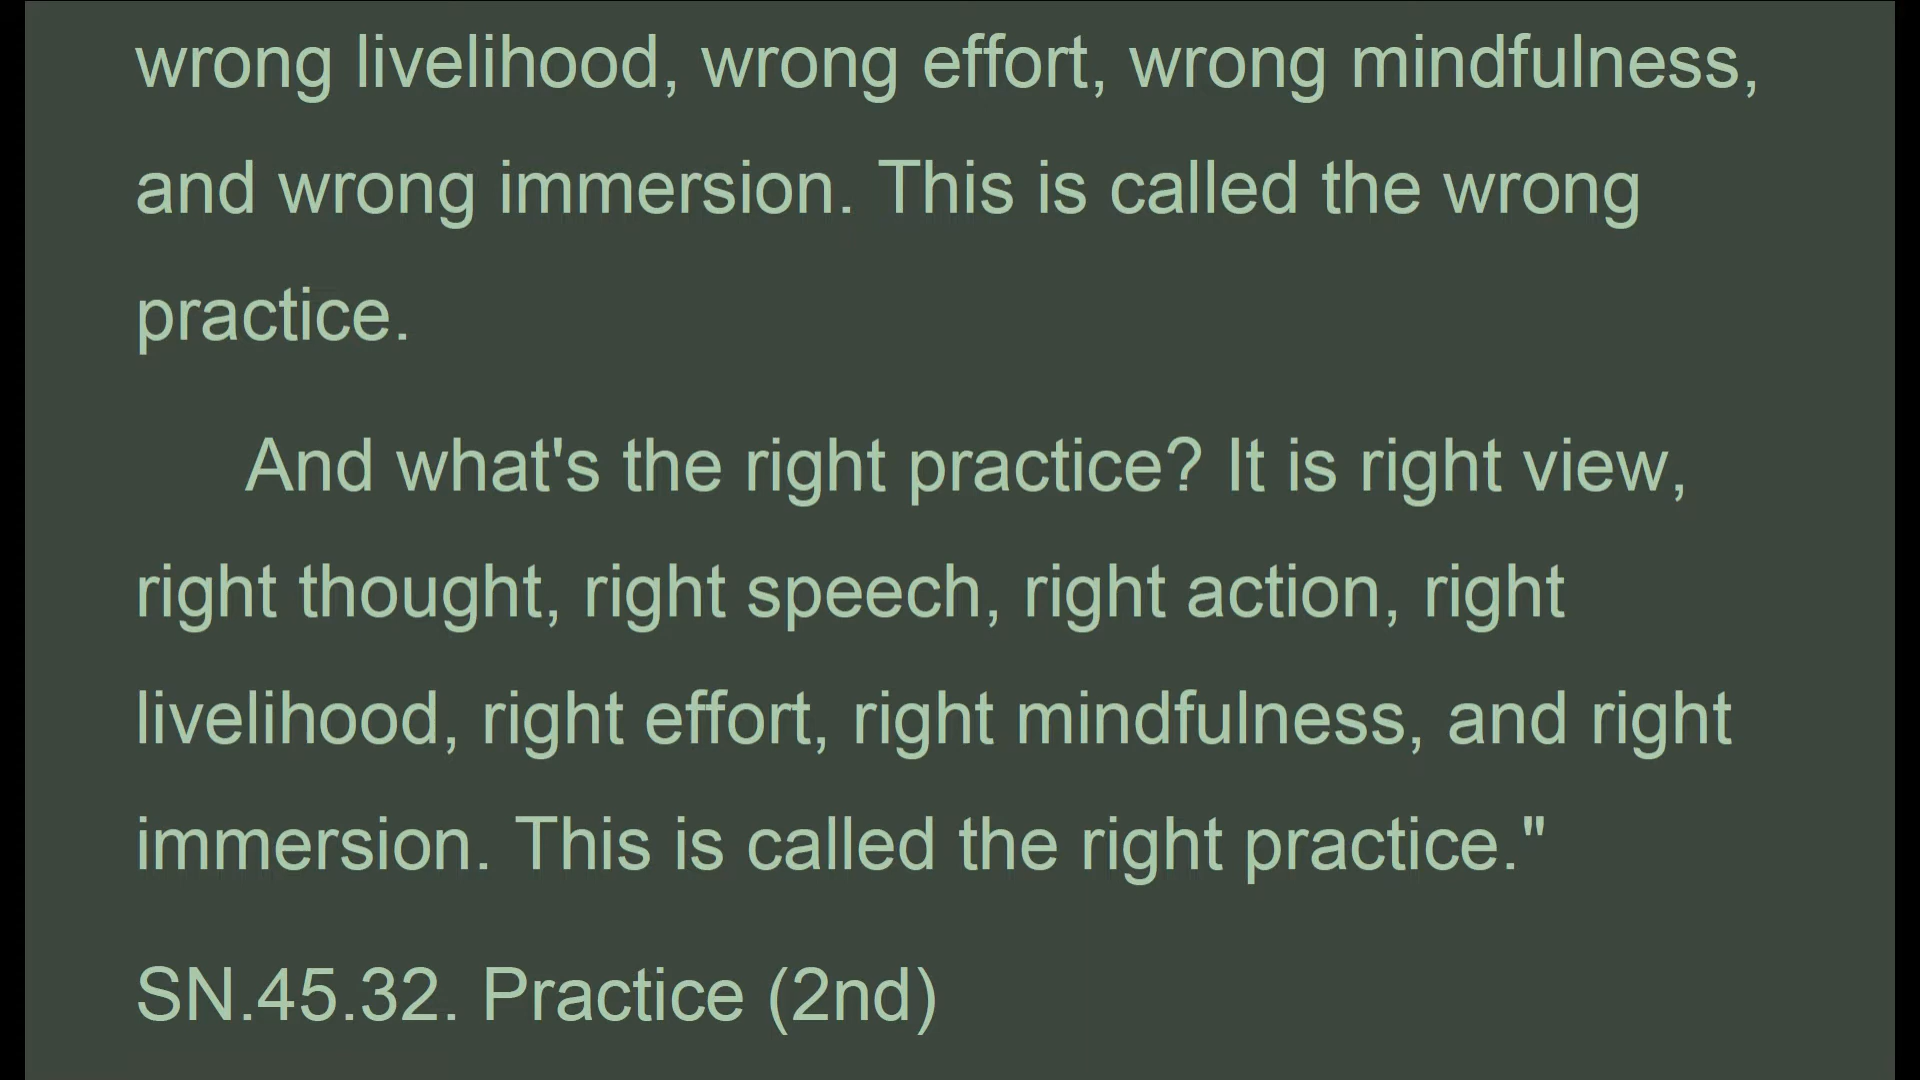 wrong livelihood, wrong effort, wrong mindfulness,
and wrong immersion. This is called the wrong
practice.
And what's the right practice? It is right view,
right thought, right speech, right action, right
livelihood, right effort, right mindfulness, and right
immersion. This is called the right practice."
SN.45.32. Practice (2nd)